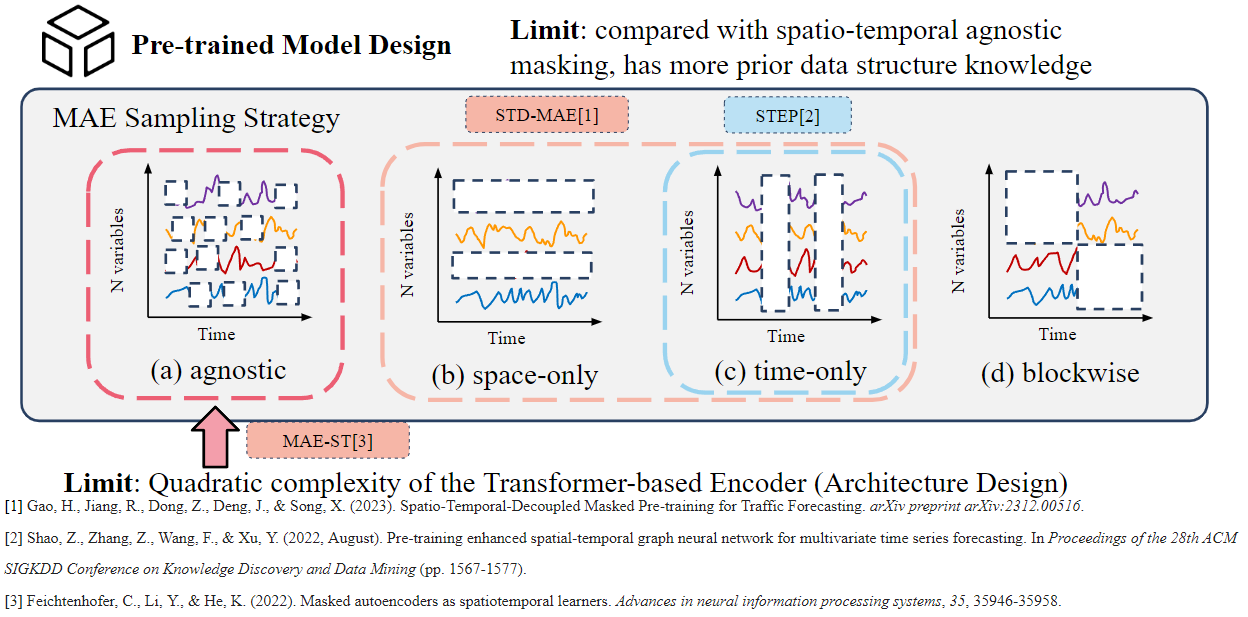 Pre-trained Model Design
Limit: compared with spatio-temporal agnostic
masking, has more prior data structure knowledge
MAE Sampling Strategy
STD-MAE[1]
STEP[2]
N variables
Time
(a) agnostic
N variables
Time
(b) space-only
N variables
Time
(c) time-only
N variables
Time
(d) blockwise
MAE-ST[3]
Limit: Quadratic complexity of the Transformer-based Encoder (Architecture Design)
[1] Gao, H., Jiang, R., Dong, Z., Deng, J., & Song, X. (2023). Spatio-Temporal-Decoupled Masked Pre-training for Traffic Forecasting. arXiv preprint arXiv:2312.00516.
[2] Shao, Z., Zhang, Z., Wang, F., & Xu, Y. (2022, August). Pre-training enhanced spatial-temporal graph neural network for multivariate time series forecasting. In Proceedings of the 28th ACM
SIGKDD Conference on Knowledge Discovery and Data Mining (pp. 1567-1577).
[3] Feichtenhofer, C., Li, Y., & He, K. (2022). Masked autoencoders as spatiotemporal learners. Advances in neural information processing systems, 35, 35946-35958.